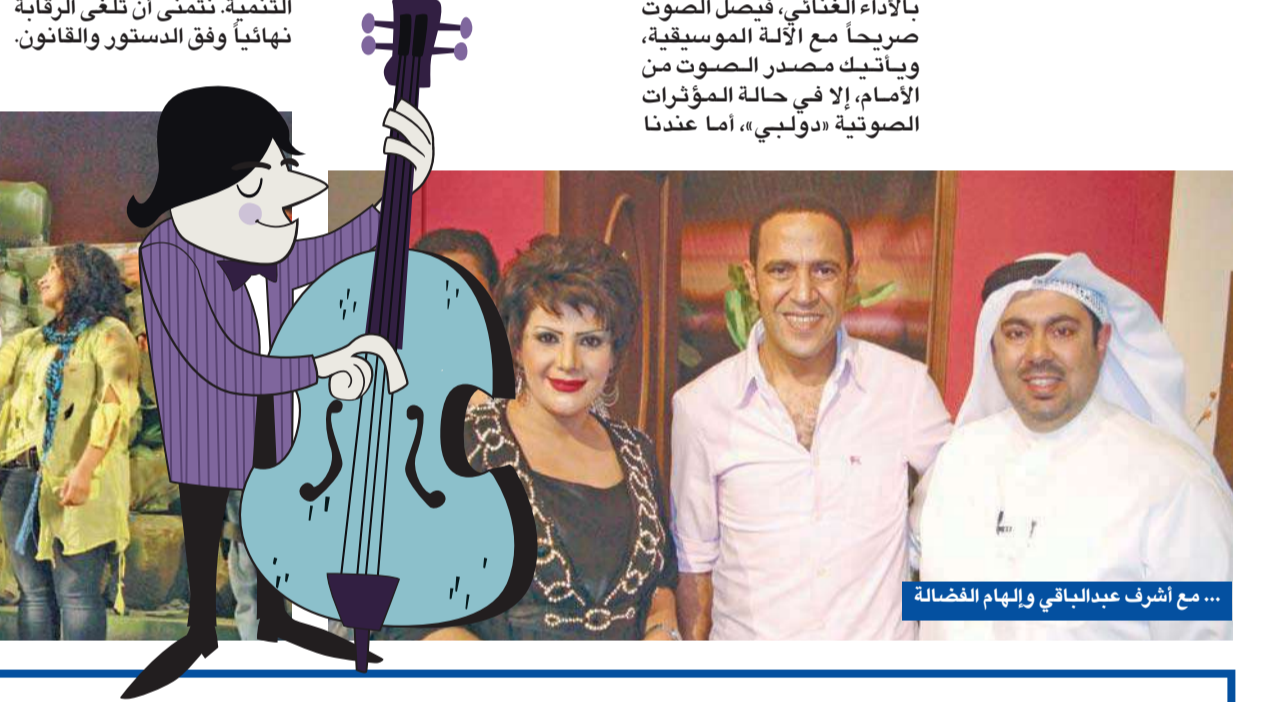 بالأداء الغنائي، فيصل الصوت
صريحاً مع الآلة الموسيقية،
ويأتيك مصدر الصوت من
الأمام، إلا في حالة المؤثرات
الصوتية «دولبي»، أما عندنا
التنمية. نتمنى أن تلغى الرقابة
نهائياً وفق الدستور والقانون.
... مع أشرف عبدالباقي وإلهام الفضالة